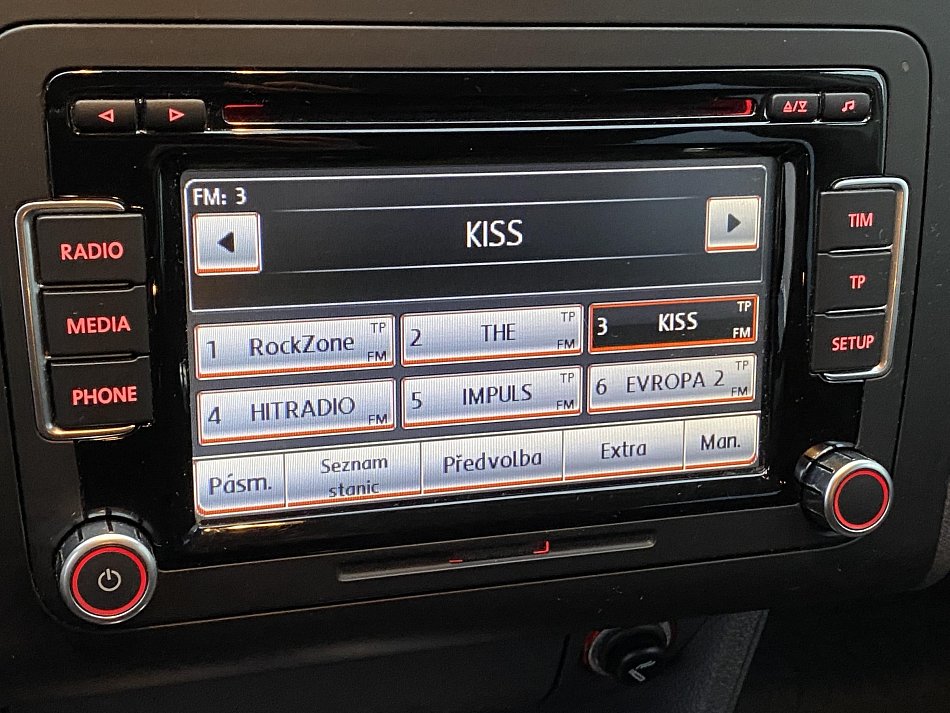 FM: 3
KISS
RADIO
MEDIA
PHONE
TIM
TP
SETUP
1 RockZone TP FM
2 THE TP FM
3 KISS TP FM
4 HITRADIO FM
5 IMPULS TP FM
6 EVROPA 2 TP FM
Pásm.
Seznam
stanic
Předvolba
Extra
Man.